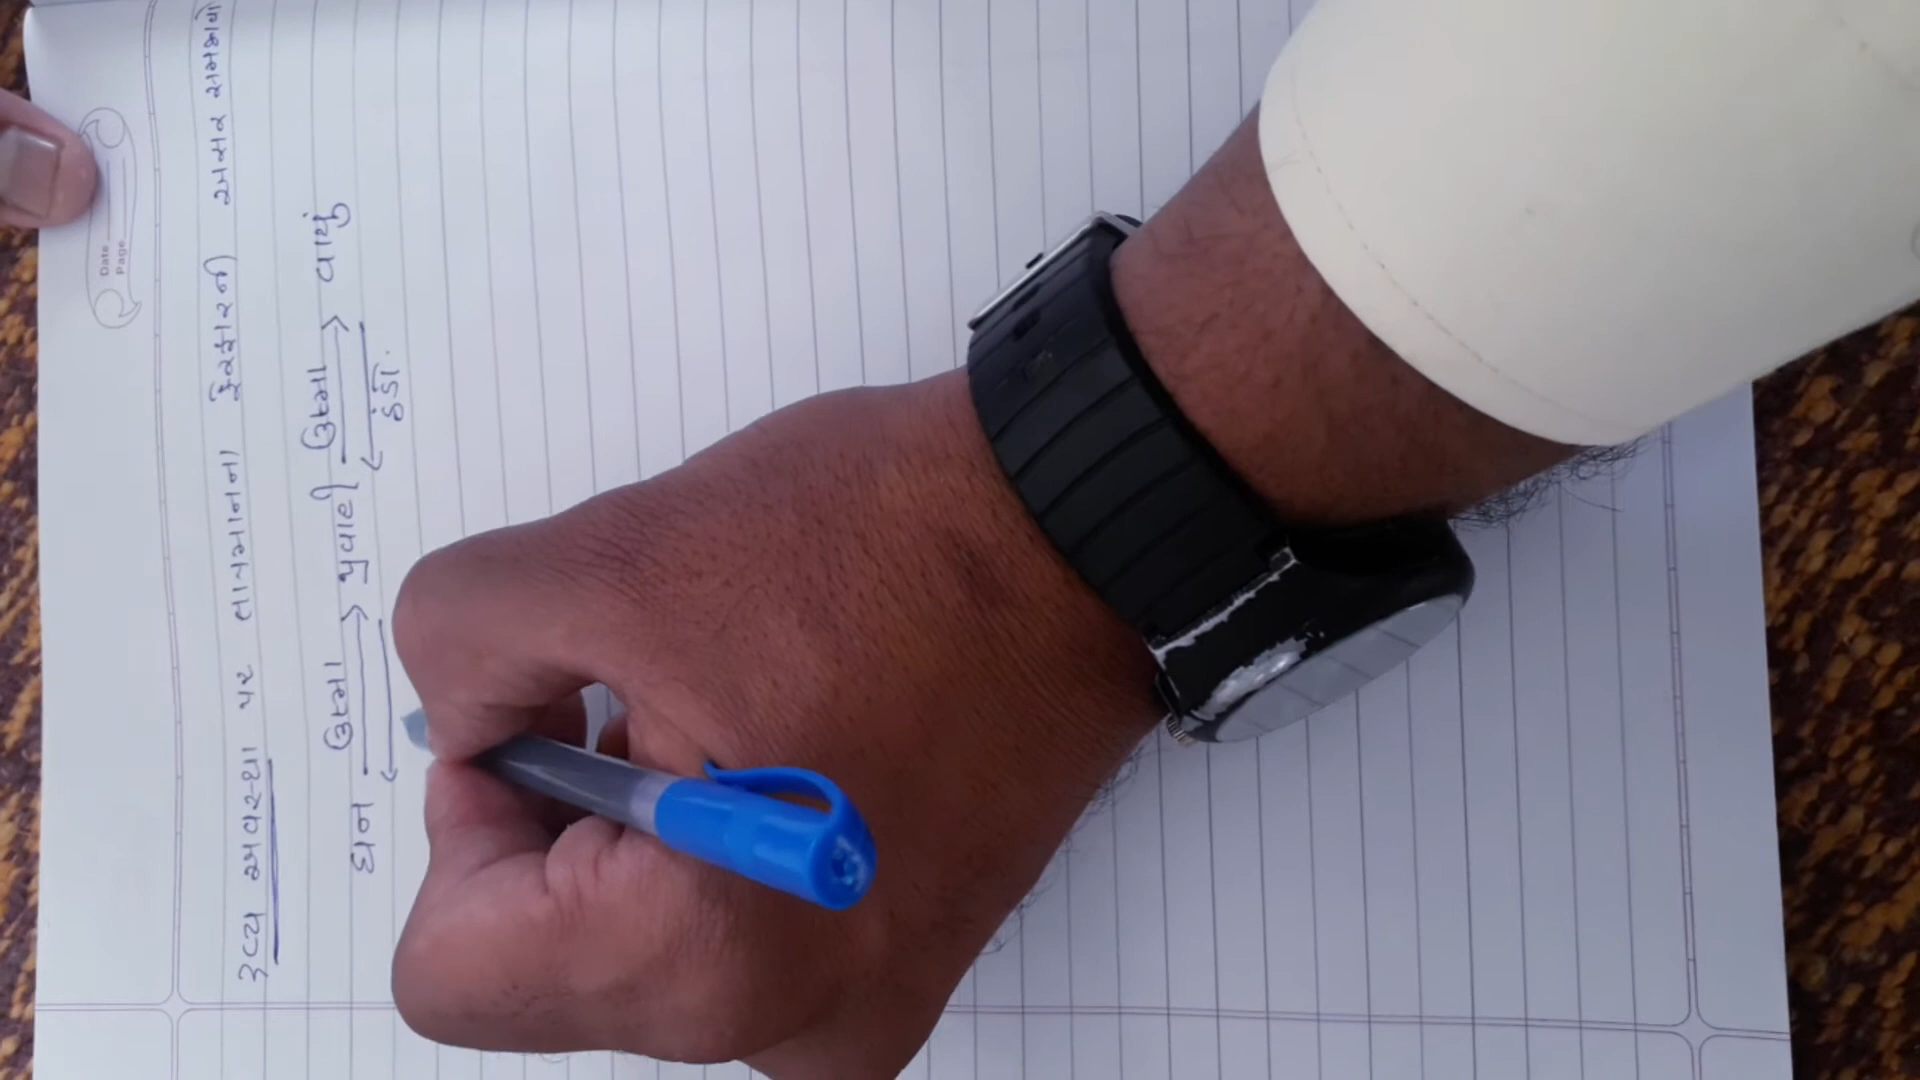 Date
Page
દ્રવ્ય અવસ્થા પર તાપમાનના ફેરફારની અસર સમજાવો
ઘન ઉષ્મા પ્રવાહી ઉષ્મા વાયું
ઠંડી.